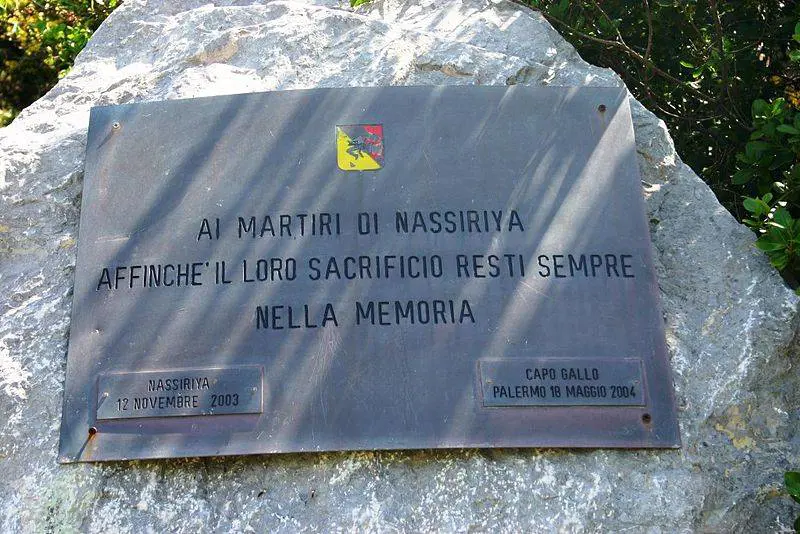 AI MARTIRI DI NASSIRIYA
AFFINCHE' IL LORO SACRIFICIO RESTI SEMPRE
NELLA MEMORIA
NASSIRIYA
12 NOVEMBRE 2003
CAPO GALLO
PALERMO 18 MAGGIO 2004